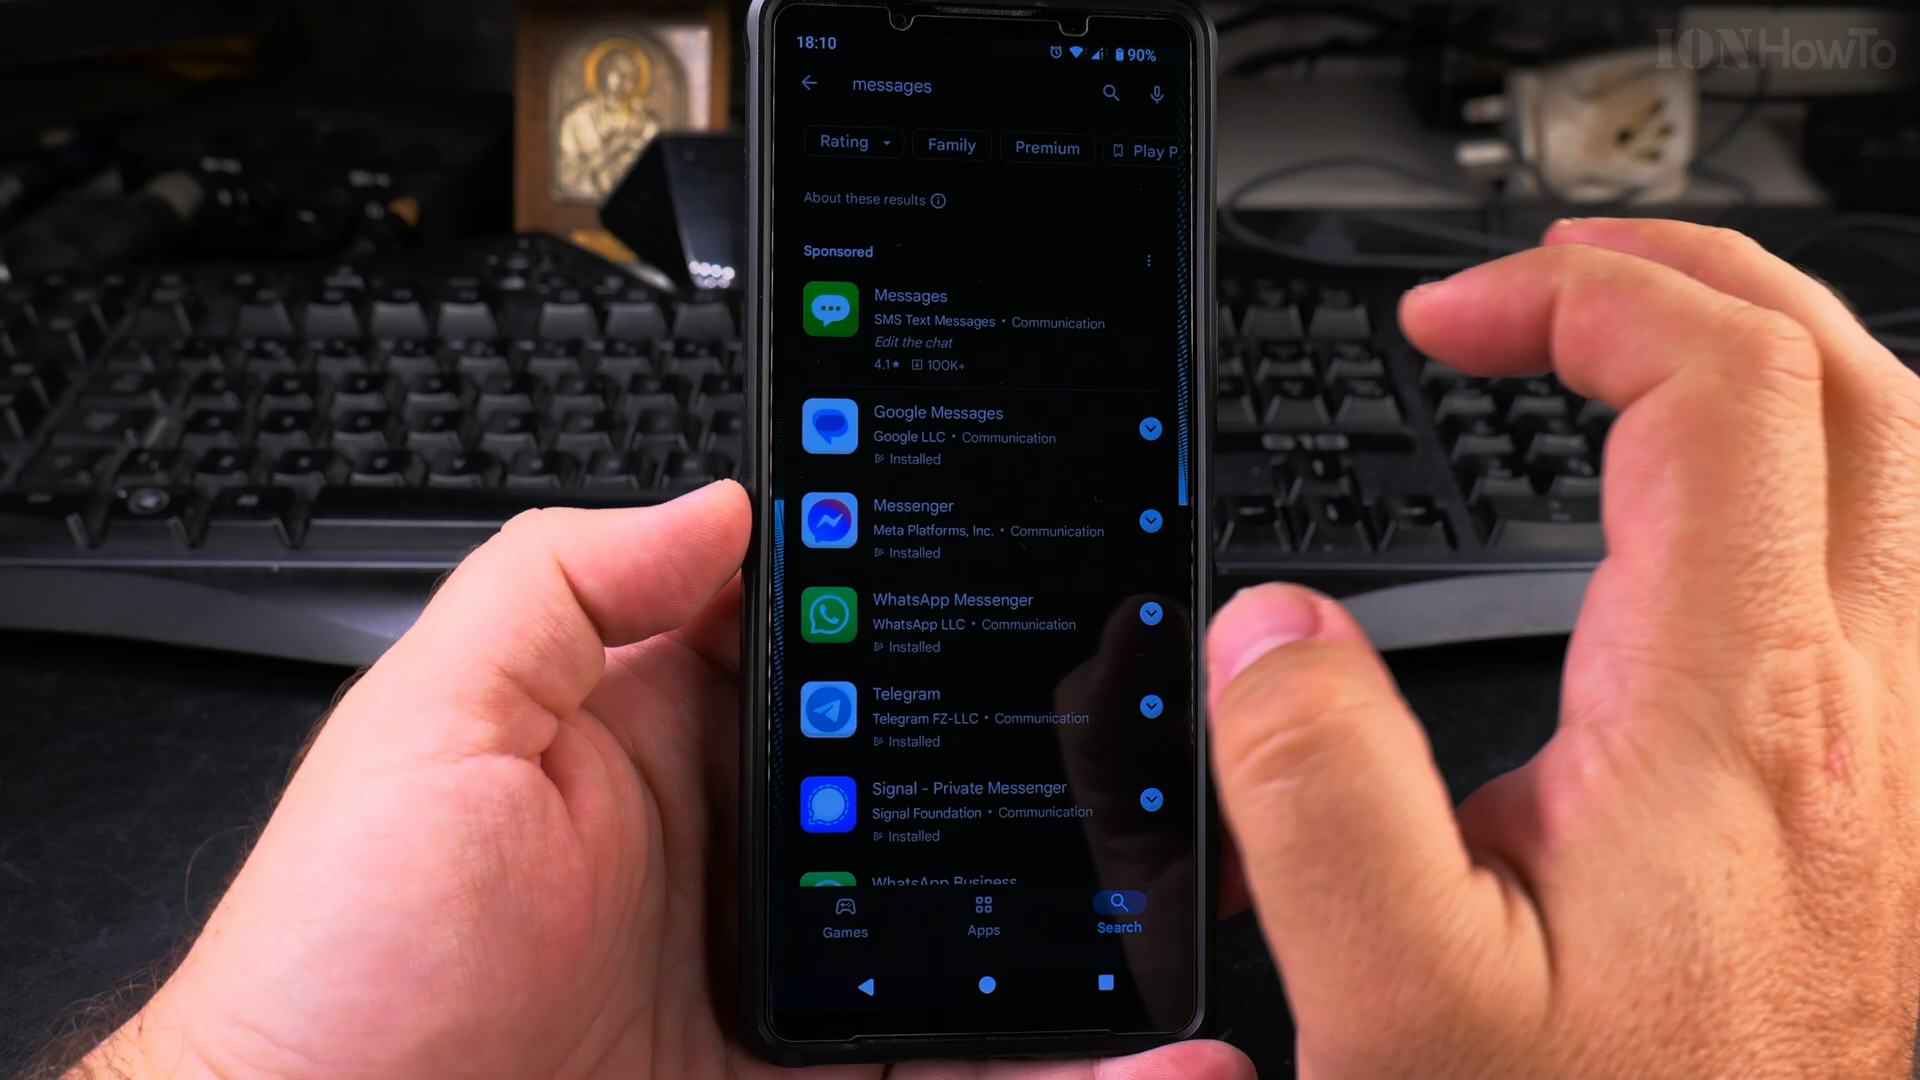 IONHowTo
18:10
90%
messages
Rating
Family
Premium
Play P
About these results
Sponsored
Messages
SMS Text Messages • Communication
Edit the chat
4.1★ 100K+
Google Messages
Google LLC • Communication
Installed
Messenger
Meta Platforms, Inc. • Communication
Installed
WhatsApp Messenger
WhatsApp LLC • Communication
Installed
Telegram
Telegram FZ-LLC • Communication
Installed
Signal - Private Messenger
Signal Foundation • Communication
Installed
WhatsApp Business
Games
Apps
Search